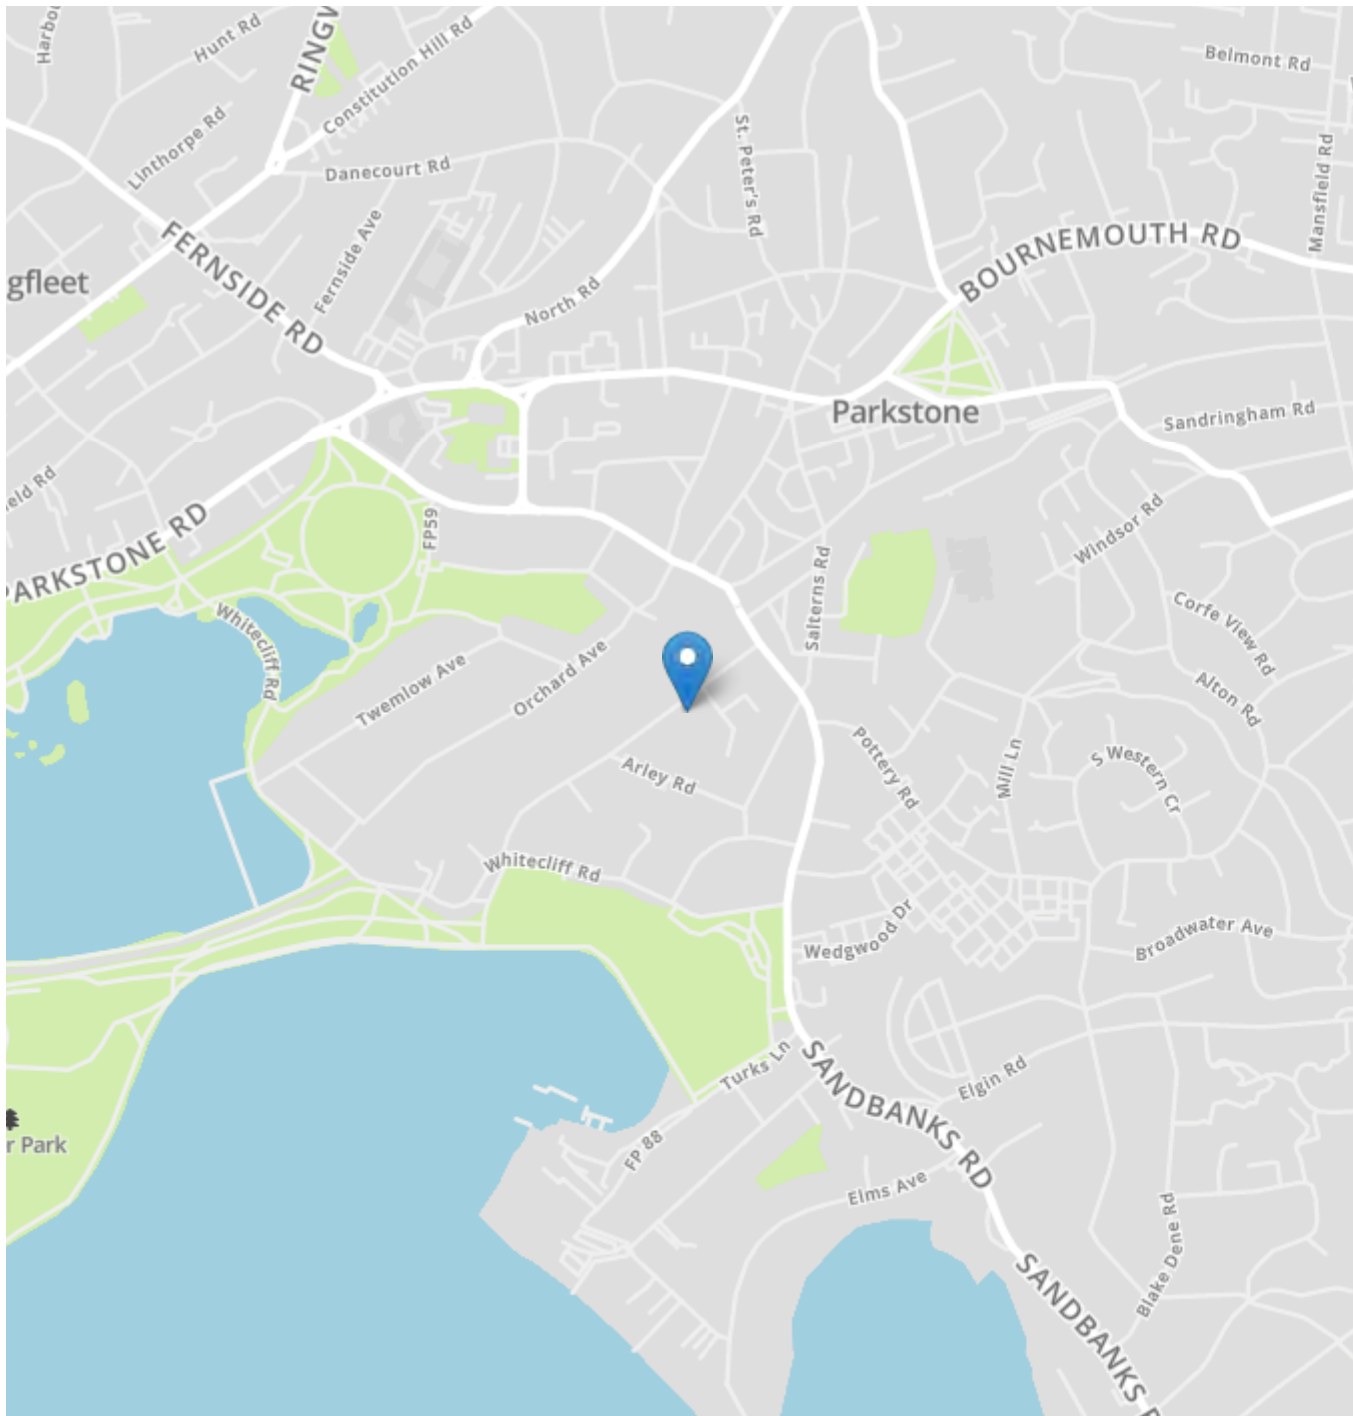 Harbou
Hunt Rd
RINGV
Constitution Hill Rd
Belmont Rd
Linthorpe Rd
Danecourt Rd
St. Peter's Rd
Mansfield Rd
FERNSIDE RD
Fernside Ave
BOURNEMOUTH RD
gfleet
North Rd
Parkstone
Sandringham Rd
ield Rd
PARKSTONE RD
FP59
Windsor Rd
Salterns Rd
Whitecliff Rd
Corfe View Rd
Twemlow Ave
Orchard Ave
Alton Rd
Arley Rd
Pottery Rd
Mill Ln
S Western Cr
Whitecliff Rd
Wedgwood Dr
Broadwater Ave
Turks Ln
SANDBANKS RD
Elgin Rd
r Park
FP 88
Elms Ave
Blake Dene Rd
SANDBANKS R